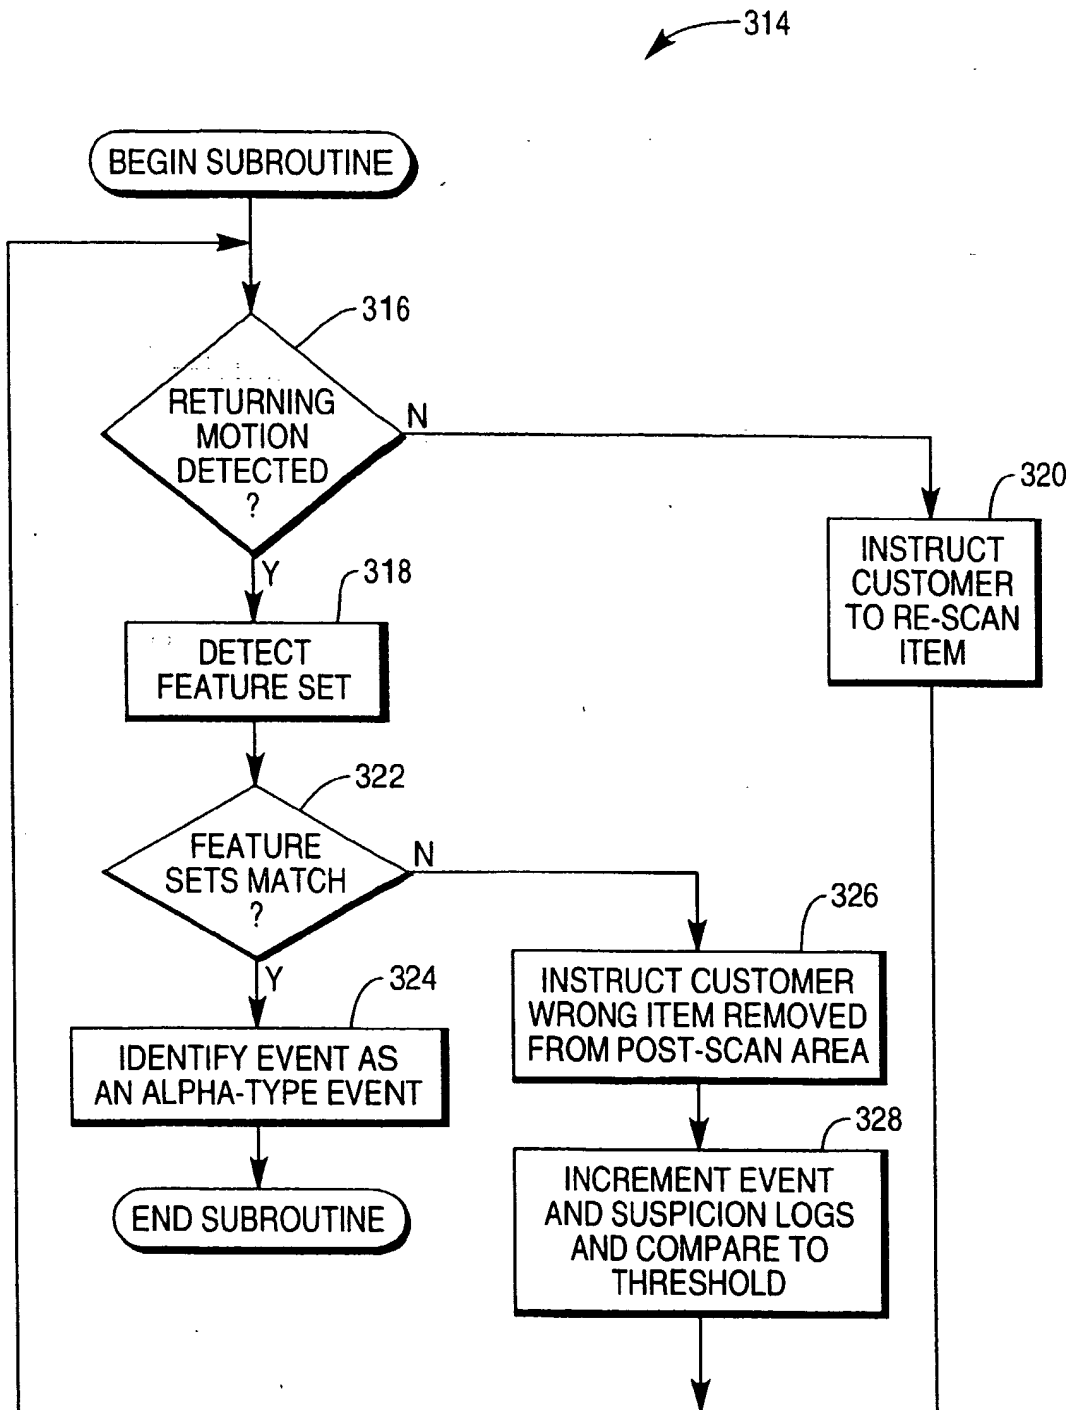 314
BEGIN SUBROUTINE
316
RETURNING
MOTION
DETECTED
?
N
Y
320
INSTRUCT
CUSTOMER
TO RE-SCAN
ITEM
318
DETECT
FEATURE SET
322
FEATURE
SETS MATCH
?
N
Y
326
INSTRUCT CUSTOMER
WRONG ITEM REMOVED
FROM POST-SCAN AREA
324
IDENTIFY EVENT AS
AN ALPHA-TYPE EVENT
328
INCREMENT EVENT
AND SUSPICION LOGS
AND COMPARE TO
THRESHOLD
END SUBROUTINE